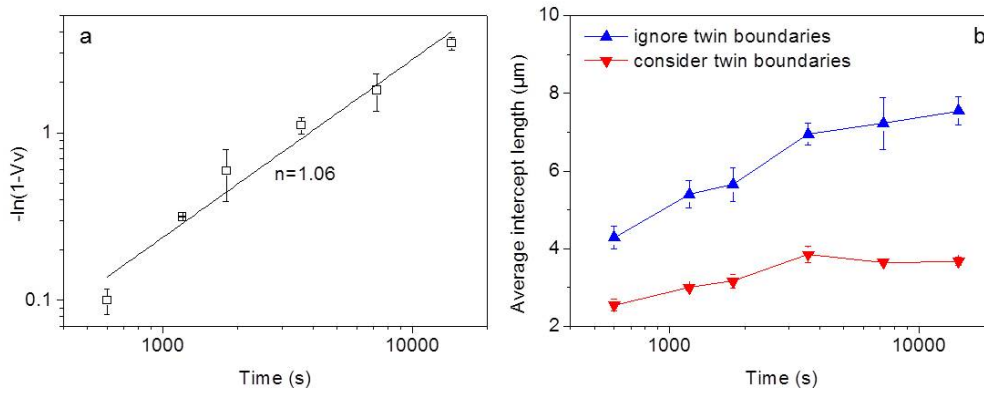 a
-ln(1-Vv)
1
0.1
n=1.06
1000
10000
Time (s)
b
ignore twin boundaries
consider twin boundaries
Average intercept length (µm)
10
8
6
4
2
1000
10000
Time (s)